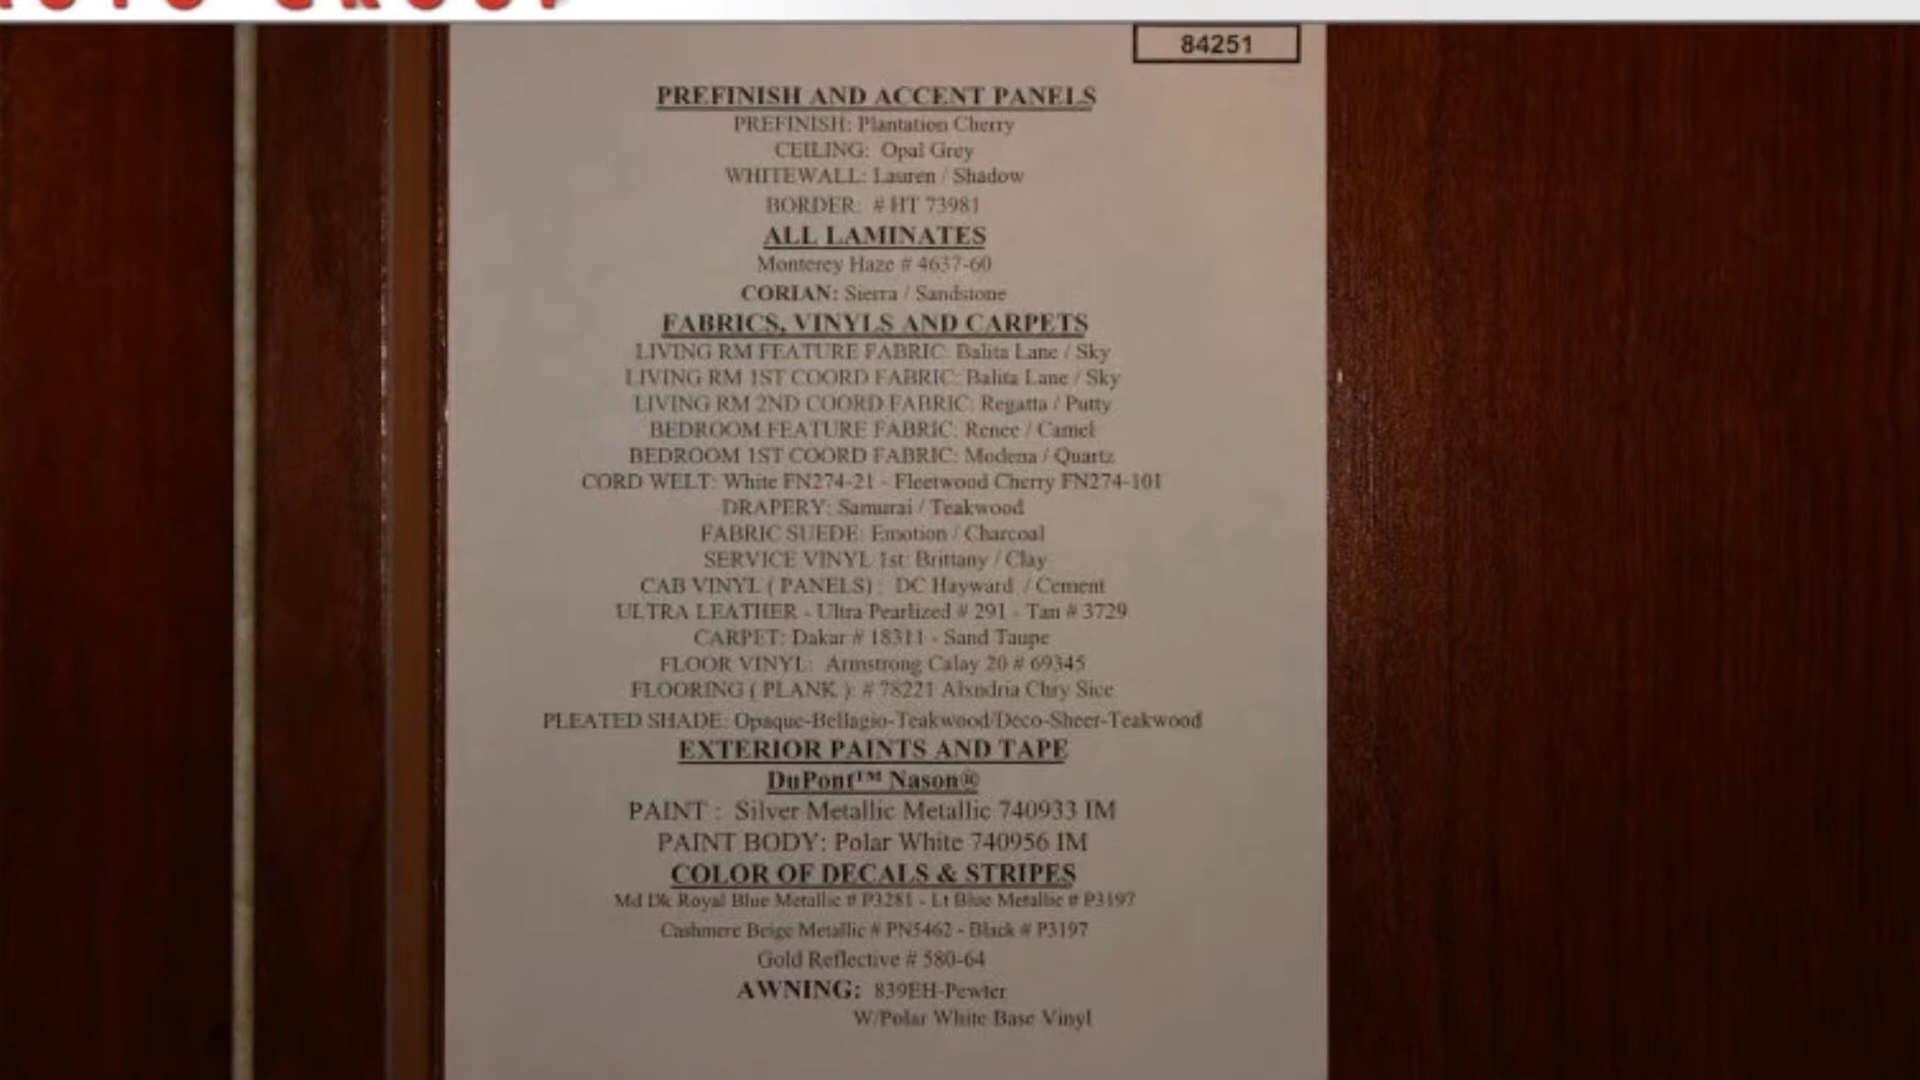 AUTO GROUP
84251
PREFINISH AND ACCENT PANELS
PREFINISH: Plantation Cherry
CEILING: Opal Grey
WHITEWALL: Lauren / Shadow
BORDER: # HT 73981
ALL LAMINATES
Monterey Haze # 4637-60
CORIAN: Sierra / Sandstone
FABRICS, VINYLS AND CARPETS
LIVING RM FEATURE FABRIC: Balita Lane / Sky
LIVING RM 1ST COORD FABRIC: Balita Lane / Sky
LIVING RM 2ND COORD FABRIC: Regatta / Putty
BEDROOM FEATURE FABRIC: Renee / Camel
BEDROOM 1ST COORD FABRIC: Modena / Quartz
CORD WELT: White FN274-21 - Fleetwood Cherry FN274-101
DRAPERY: Samurai / Teakwood
FABRIC SUEDE: Emotion / Charcoal
SERVICE VINYL 1st: Brittany / Clay
CAB VINYL ( PANELS) : DC Hayward / Cement
ULTRA LEATHER - Ultra Pearlized # 291 - Tan # 3729
CARPET: Dakar # 18311 - Sand Taupe
FLOOR VINYL: Armstrong Calay 20 # 69345
FLOORING ( PLANK ): # 78221 Alxndria Chry Sice
PLEATED SHADE: Opaque-Bellagio-Teakwood/Deco-Sheer-Teakwood
EXTERIOR PAINTS AND TAPE
DuPont™ Nason®
PAINT : Silver Metallic Metallic 740933 IM
PAINT BODY: Polar White 740956 IM
COLOR OF DECALS & STRIPES
Md Dk Royal Blue Metallic # P3281 - Lt Blue Metallic # P3197
Cashmere Beige Metallic # PN5462 - Black # P3197
Gold Reflective # 580-64
AWNING: 839EH-Pewter
W/Polar White Base Vinyl